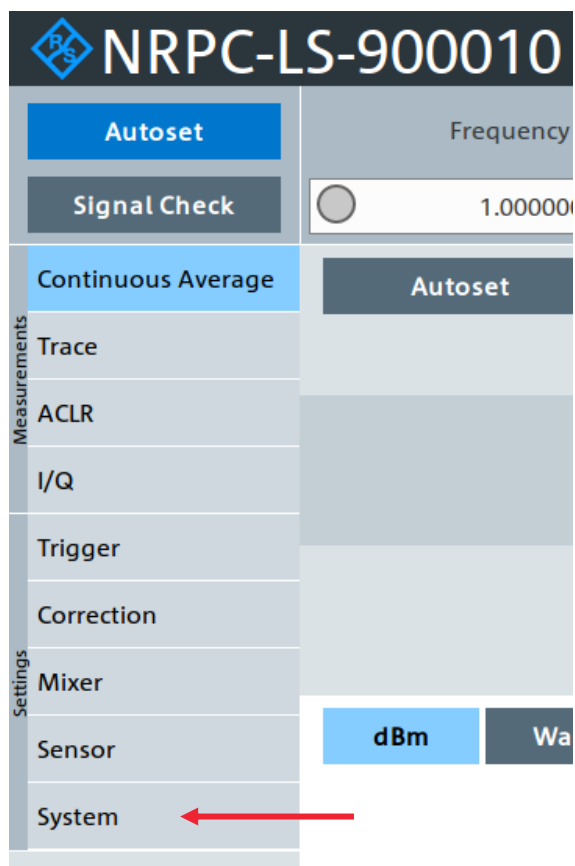 NRPC-LS-900010
Autoset
Signal Check
Frequency
1.000000
Measurements
Continuous Average
Autoset
Trace
ACLR
I/Q
Settings
Trigger
Correction
Mixer
Sensor
System
dBm
Wa